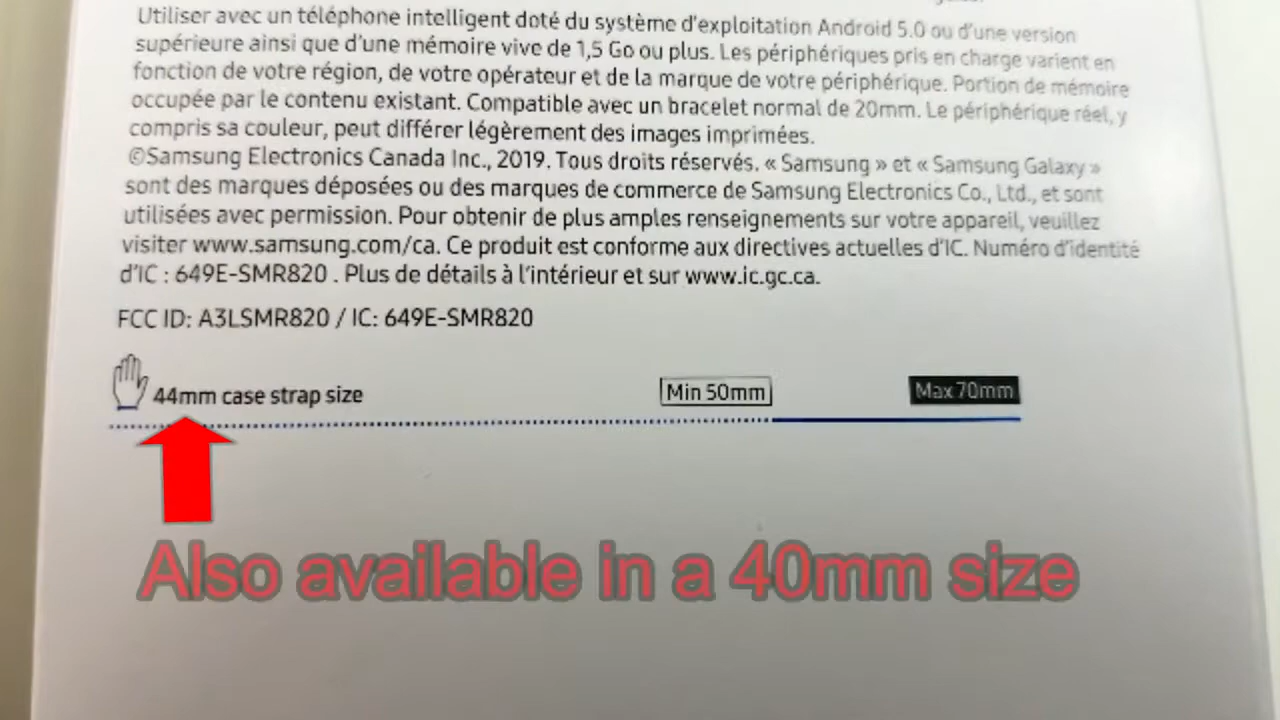 Utiliser avec un téléphone intelligent doté du système d'exploitation Android 5.0 ou d'une version
supérieure ainsi que d'une mémoire vive de 1,5 Go ou plus. Les périphériques pris en charge varient en
fonction de votre région, de votre opérateur et de la marque de votre périphérique. Portion de mémoire
occupée par le contenu existant. Compatible avec un bracelet normal de 20mm. Le périphérique réel, y
compris sa couleur, peut différer légèrement des images imprimées.
©Samsung Electronics Canada Inc., 2019. Tous droits réservés. « Samsung » et « Samsung Galaxy »
sont des marques déposées ou des marques de commerce de Samsung Electronics Co., Ltd., et sont
utilisées avec permission. Pour obtenir de plus amples renseignements sur votre appareil, veuillez
visiter www.samsung.com/ca. Ce produit est conforme aux directives actuelles d'IC. Numéro d'identité
d'IC : 649E-SMR820 . Plus de détails à l'intérieur et sur www.ic.gc.ca.
FCC ID: A3LSMR820 / IC: 649E-SMR820
44mm case strap size Min 50mm Max 70mm
Also available in a 40mm size